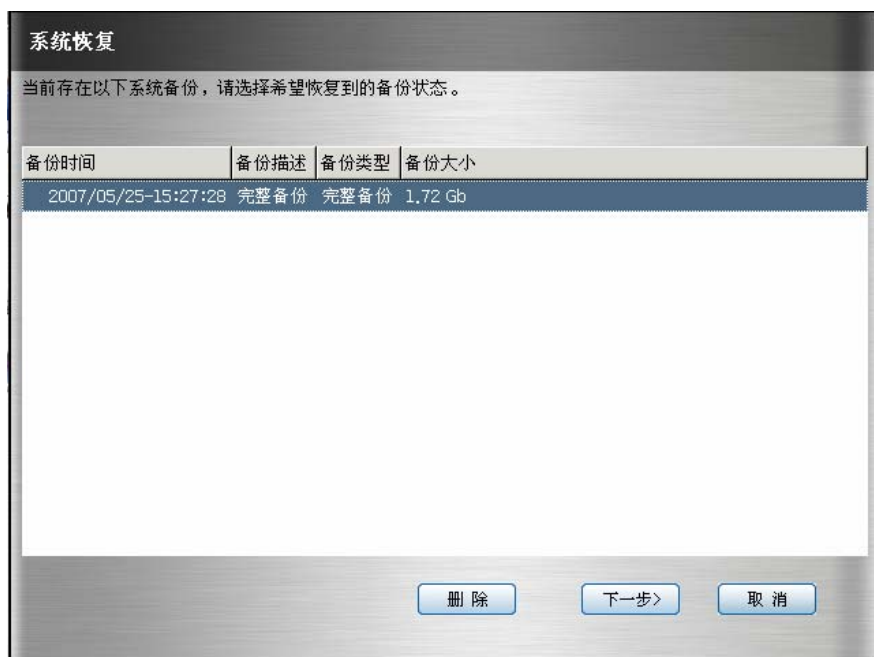 系统恢复
当前存在以下系统备份，请选择希望恢复到的备份状态。
备份时间 备份描述 备份类型 备份大小
2007/05/25-15:27:28 完整备份 完整备份 1.72 Gb
删 除 下一步> 取 消